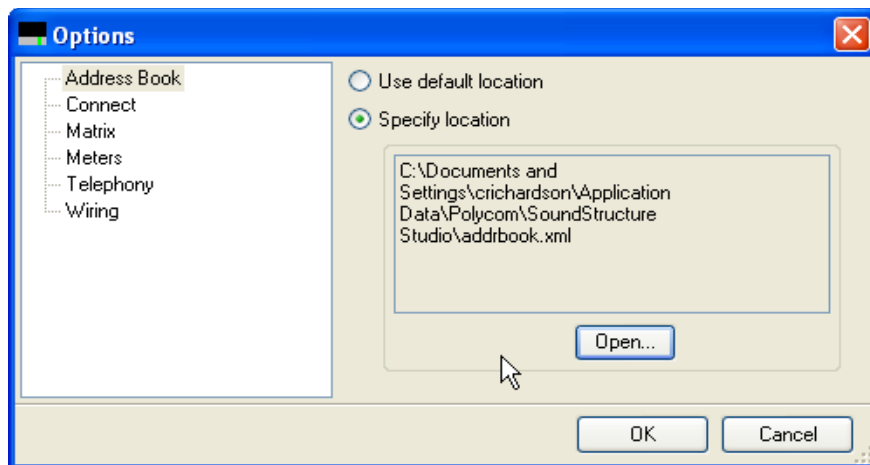 Options
Address Book
Connect
Matrix
Meters
Telephony
Wiring
Use default location
Specify location
C:\Documents and
Settings\crichardson\Application
Data\Polycom\SoundStructure
Studio\addrbook.xml
Open...
OK
Cancel